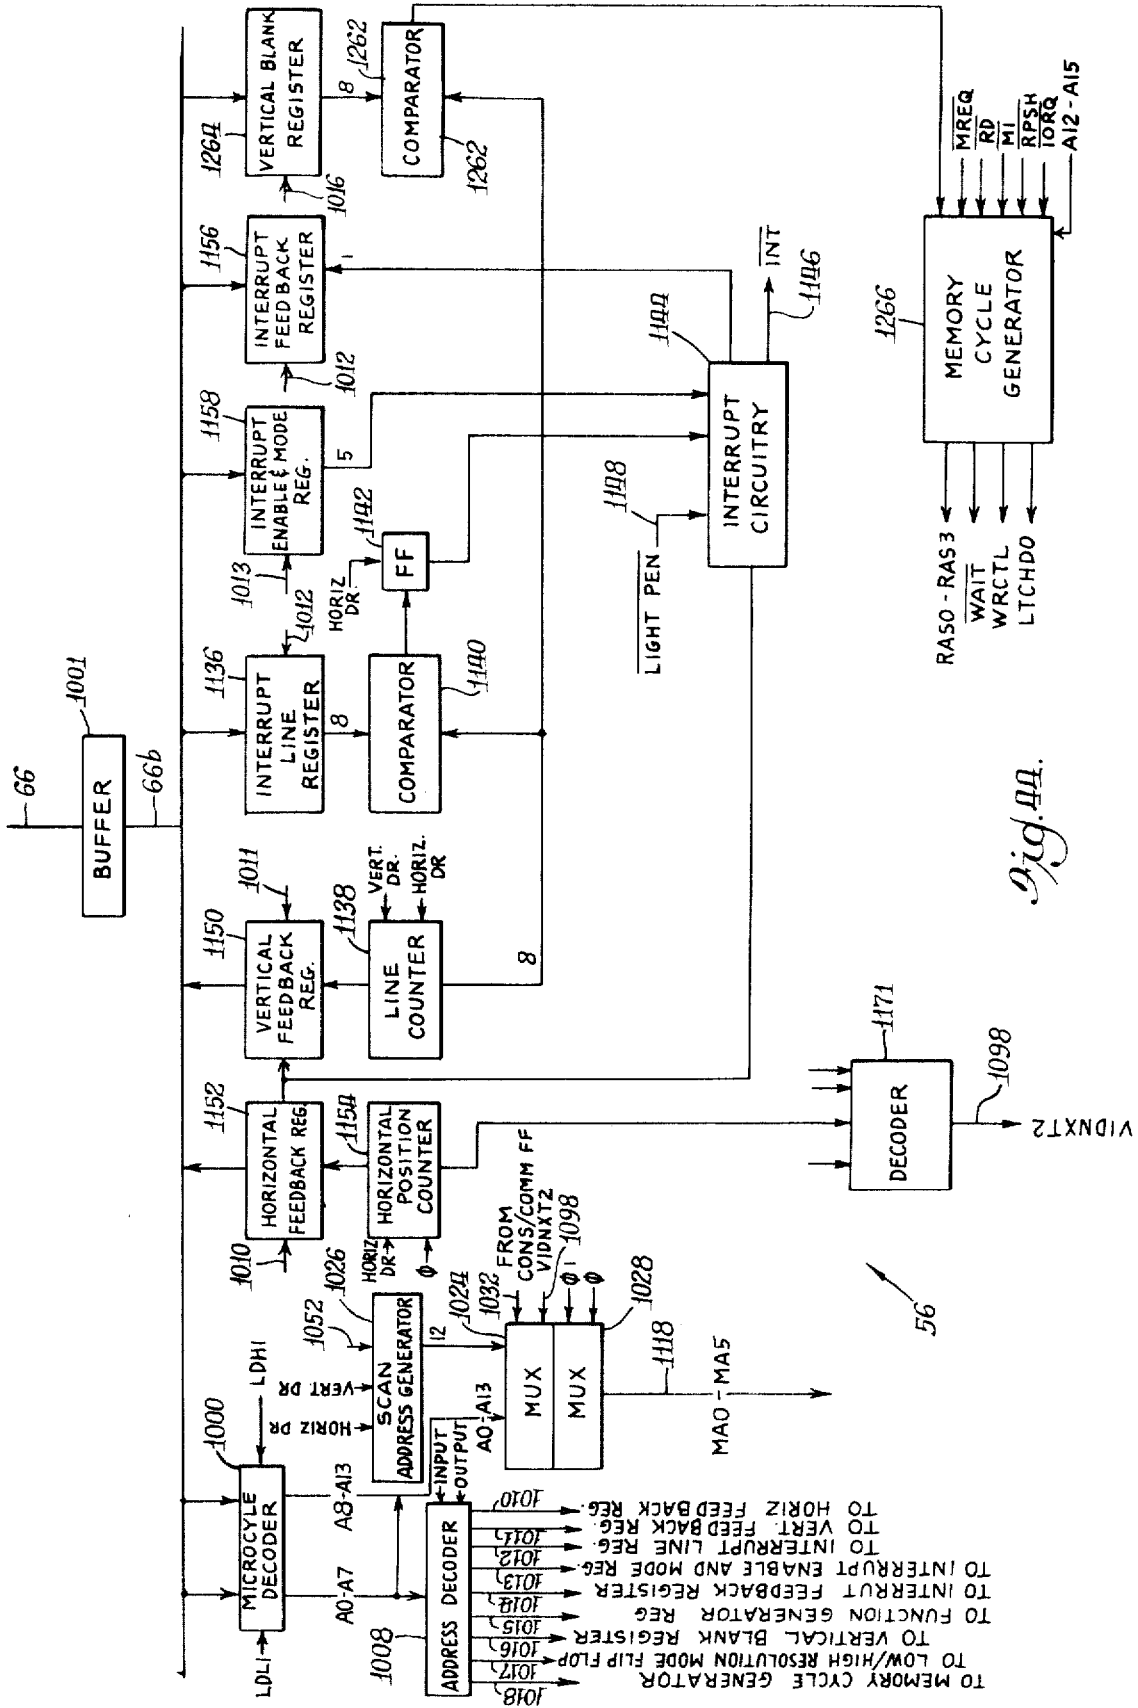 66
BUFFER
1001
66b
LDLI
MICROCYLE
DECODER
1000
LDHI
A0-A7
A8-A13
1008
ADDRESS DECODER
INPUT
OUTPUT
1010
TO HORIZ FEED BACK REG
1011
TO VERT. FEED BACK REG
1012
TO INTERRUPT LINE REG
1013
TO INTERRUPT ENABLE AND MODE REG.
1014
TO INTERRUT FEEDBACK REGISTER
1015
TO FUNCTION GENERATOR REG
1016
TO VERTICAL BLANK REGISTER
1017
TO LOW/HIGH RESOLUTION MODE FLIP FLOP
1018
TO MEMORY CYCLE GENERATOR
HORIZ DR
VERT DR
1052
SCAN
ADDRESS GENERATOR
1026
12
A0-A13
MUX
MUX
1024
1032
FROM
CONS/COMM FF
VIDNXT2
1098
Φ1
Φ
1028
1118
MA0-MA5
1010
HORIZONTAL
FEEDBACK REG.
1152
HORIZ
DR
Φ
HORIZONTAL
POSITION
COUNTER
1154
VERTICAL
FEEDBACK
REG.
1150
1011
LINE
COUNTER
1138
VERT.
DR.
HORIZ.
DR
8
DECODER
1171
1098
VIDNXT2
56
INTERRUPT
LINE
REGISTER
1136
1012
8
COMPARATOR
1140
HORIZ
DR.
FF
1142
1013
INTERRUPT
ENABLE & MODE
REG.
1158
5
1012
INTERRUPT
FEEDBACK
REGISTER
1156
1
1016
VERTICAL BLANK
REGISTER
1264
8
COMPARATOR
1262
1262
LIGHT PEN
1148
INTERRUPT
CIRCUITRY
1144
INT
1146
MEMORY
CYCLE
GENERATOR
1266
MREQ
RD
M1
RPSH
IORQ
A12-A15
RAS0-RAS3
WAIT
WRCTL
LTCHDO
Fig. 44.